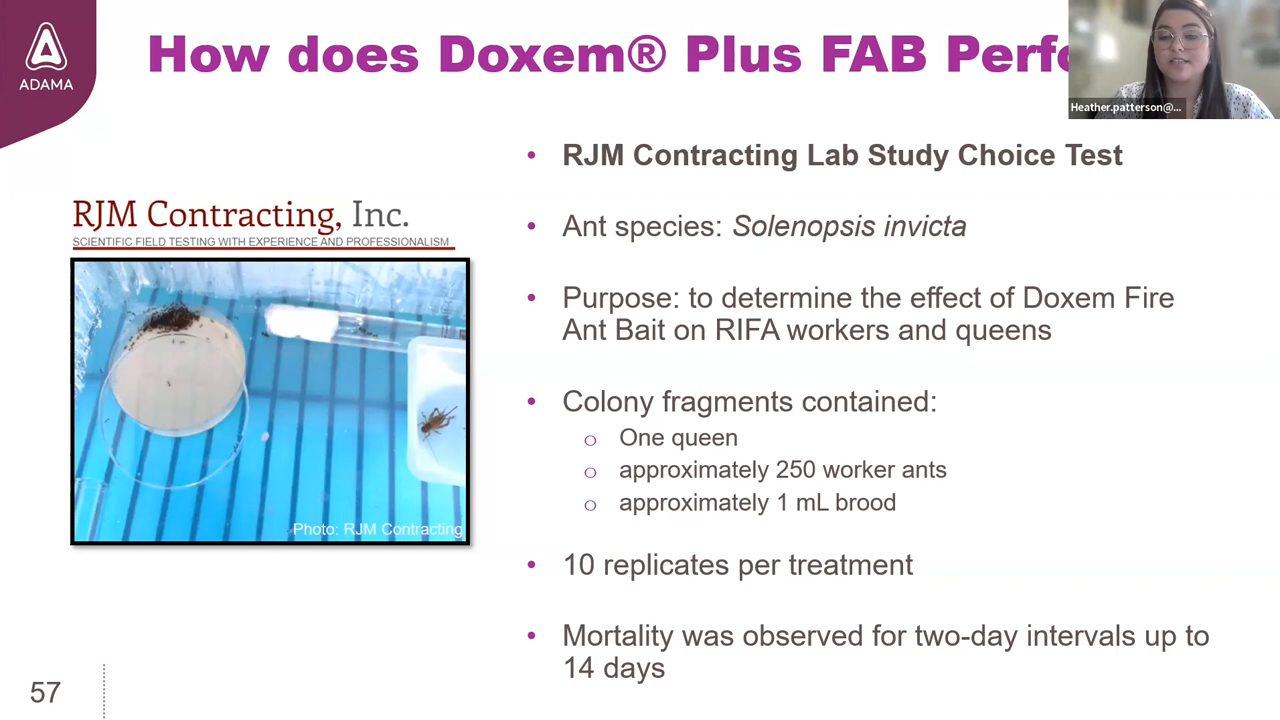 ADAMA
How does Doxem® Plus FAB Perfo
Heather.patterson@...
• RJM Contracting Lab Study Choice Test
RJM Contracting, Inc.
SCIENTIFIC FIELD TESTING WITH EXPERIENCE AND PROFESSIONALISM
Photo: RJM Contracting
• Ant species: Solenopsis invicta
• Purpose: to determine the effect of Doxem Fire
Ant Bait on RIFA workers and queens
• Colony fragments contained:
o One queen
o approximately 250 worker ants
o approximately 1 mL brood
• 10 replicates per treatment
• Mortality was observed for two-day intervals up to
14 days
57